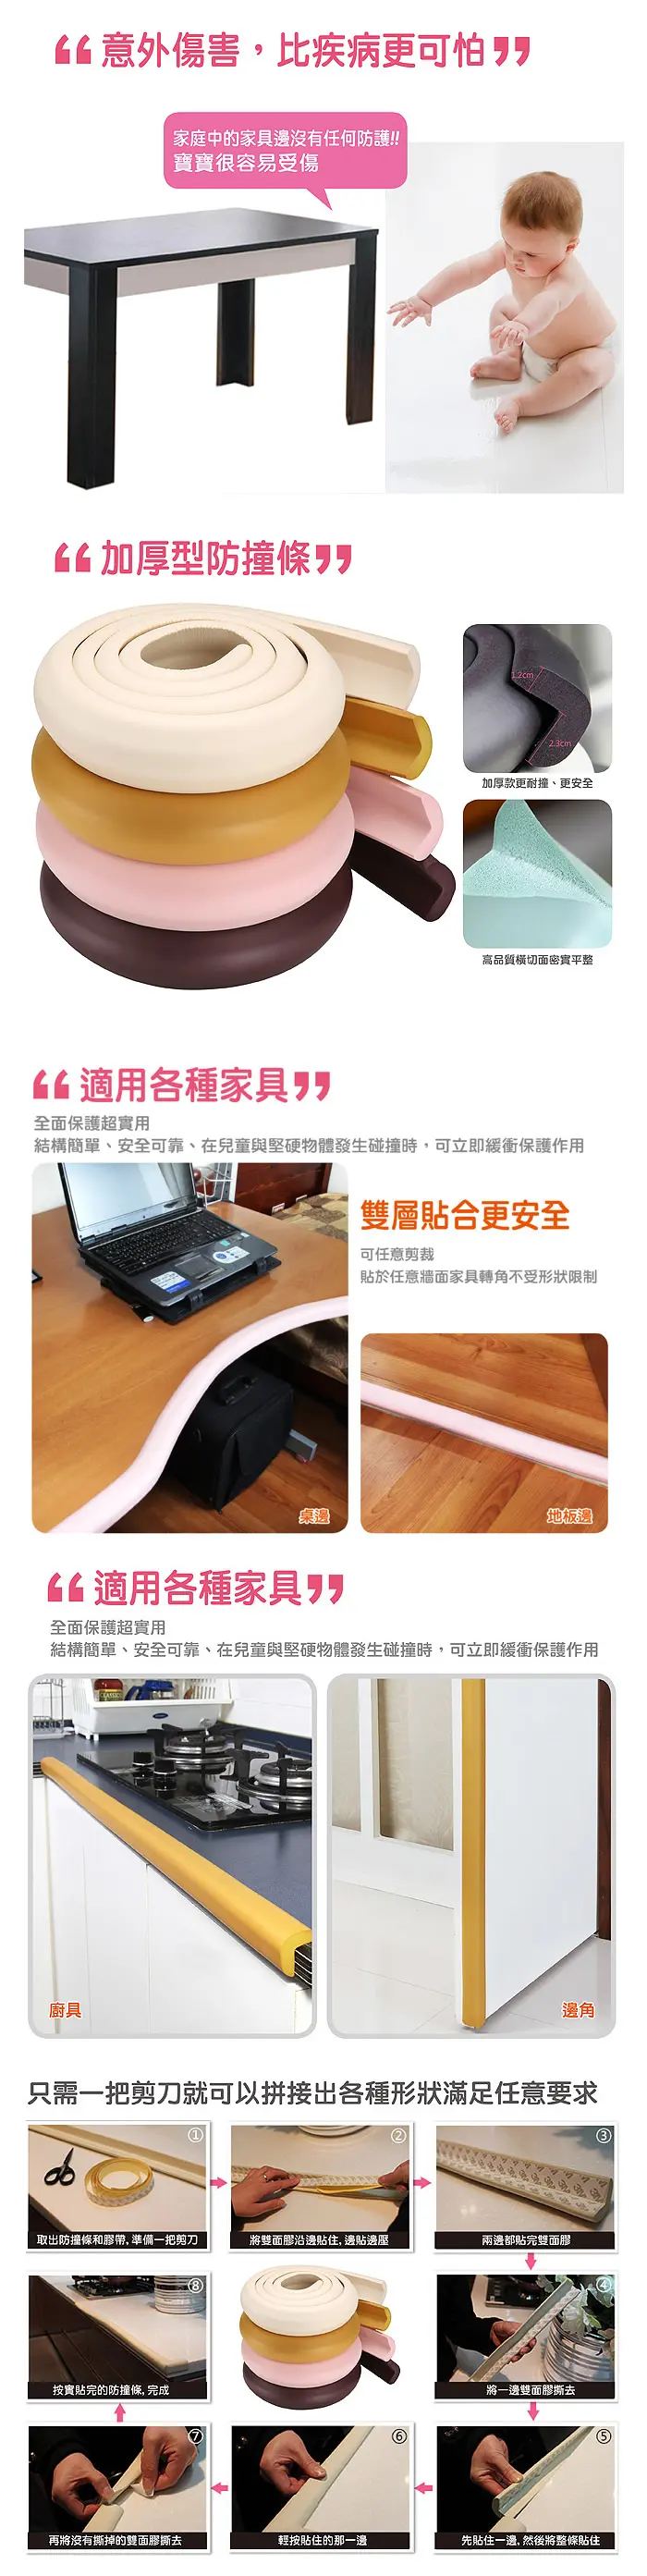 “意外傷害，比疾病更可怕”
家庭中的家具邊沒有任何防護!!
寶寶很容易受傷
“加厚型防撞條”
1.2cm
2.3cm
加厚款更耐撞、更安全
高品質橫切面密實平整
“適用各種家具”
全面保護超實用
結構簡單、安全可靠、在兒童與堅硬物體發生碰撞時，可立即緩衝保護作用
雙層貼合更安全
可任意剪裁
貼於任意牆面家具轉角不受形狀限制
桌邊
地板邊
“適用各種家具”
全面保護超實用
結構簡單、安全可靠、在兒童與堅硬物體發生碰撞時，可立即緩衝保護作用
廚具
邊角
只需一把剪刀就可以拼接出各種形狀滿足任意要求
①
取出防撞條和膠帶,準備一把剪刀
②
將雙面膠沿邊貼住,邊貼邊壓
③
兩邊都貼完雙面膠
④
將一邊雙面膠撕去
⑤
先貼住一邊,然後將整條貼住
⑥
輕按貼住的那一邊
⑦
再將沒有撕掉的雙面膠撕去
⑧
按實貼完的防撞條,完成